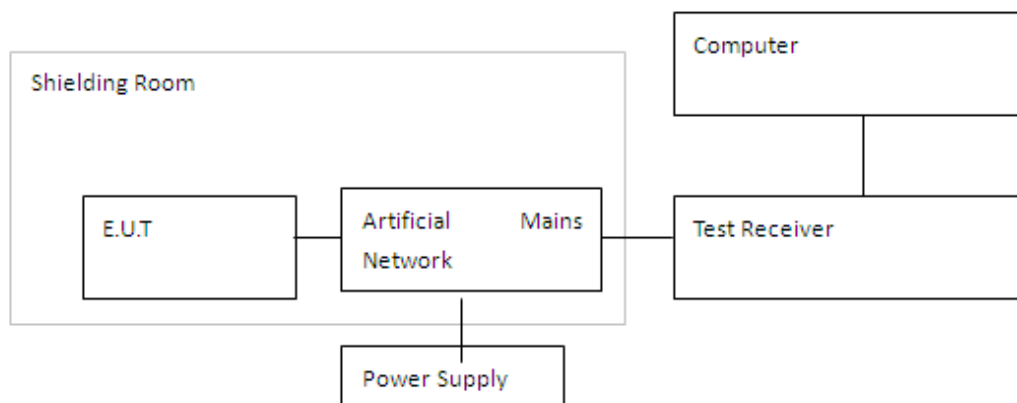 Computer
Shielding Room
E.U.T
Artificial Mains
Network
Test Receiver
Power Supply